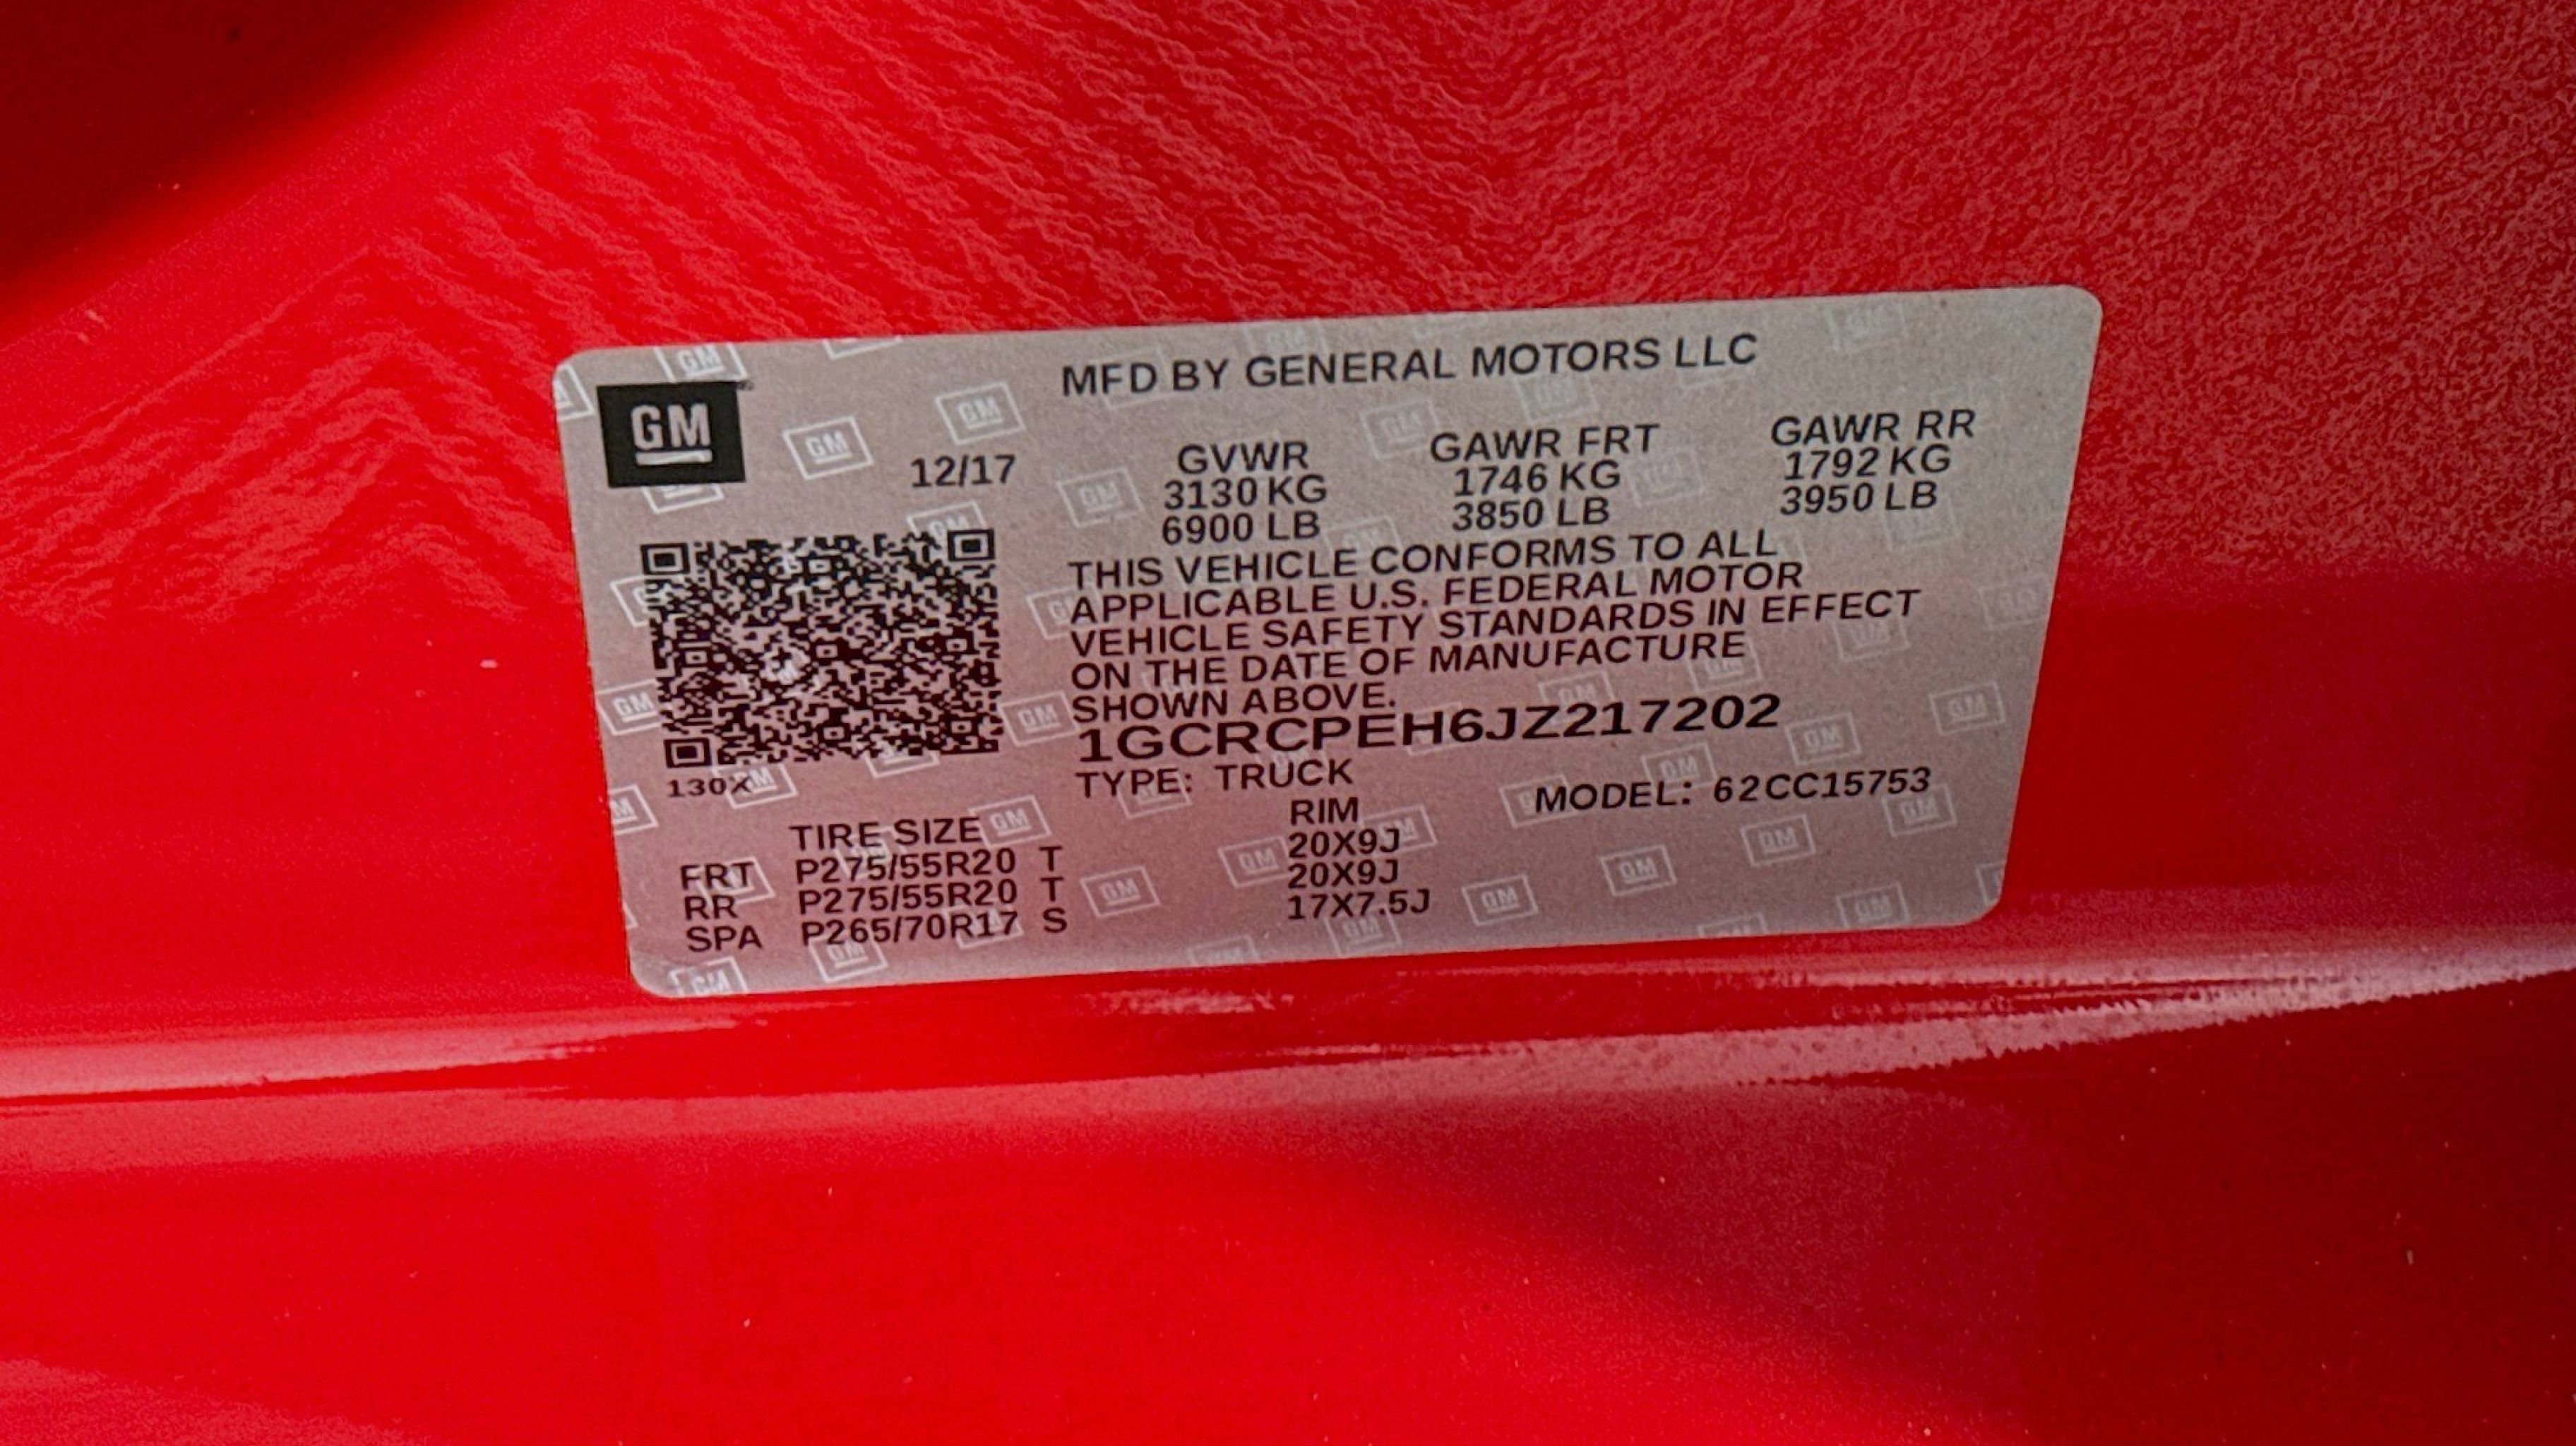 MFD BY GENERAL MOTORS LLC
GM
12/17
GVWR GAWR FRT GAWR RR
3130 KG 1746 KG 1792 KG
6900 LB 3850 LB 3950 LB
THIS VEHICLE CONFORMS TO ALL
APPLICABLE U.S. FEDERAL MOTOR
VEHICLE SAFETY STANDARDS IN EFFECT
ON THE DATE OF MANUFACTURE
SHOWN ABOVE.
1GCRCPEH6JZ217202
130X
TYPE: TRUCK MODEL: 62CC15753
TIRE SIZE RIM
FRT P275/55R20 T 20X9J
RR P275/55R20 T 20X9J
SPA P265/70R17 S 17X7.5J